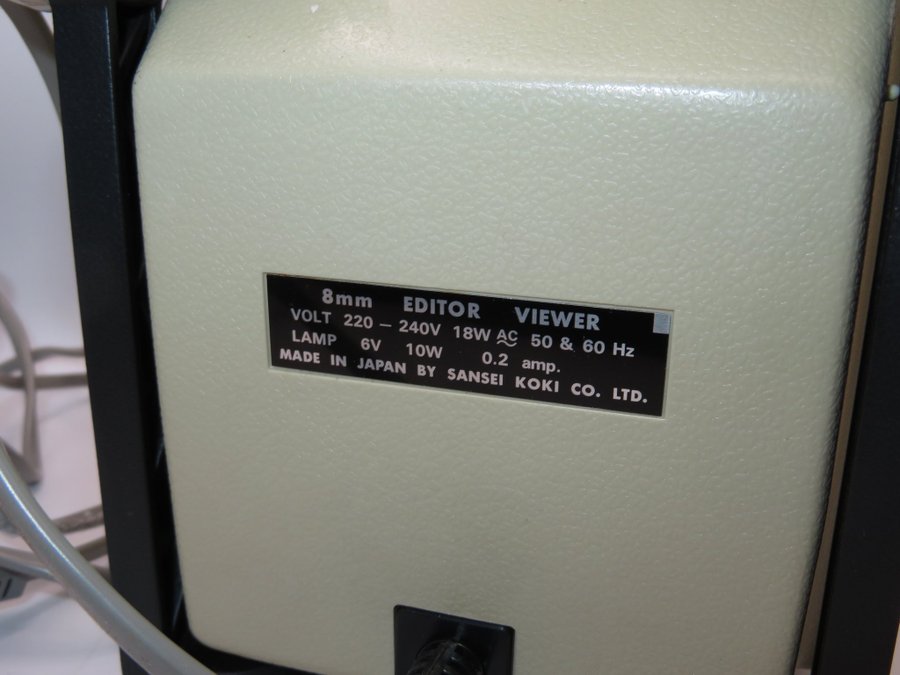 8mm EDITOR VIEWER
VOLT 220 – 240V 18W AC 50 & 60 Hz
LAMP 6V 10W 0.2 amp.
MADE IN JAPAN BY SANSEI KOKI CO. LTD.